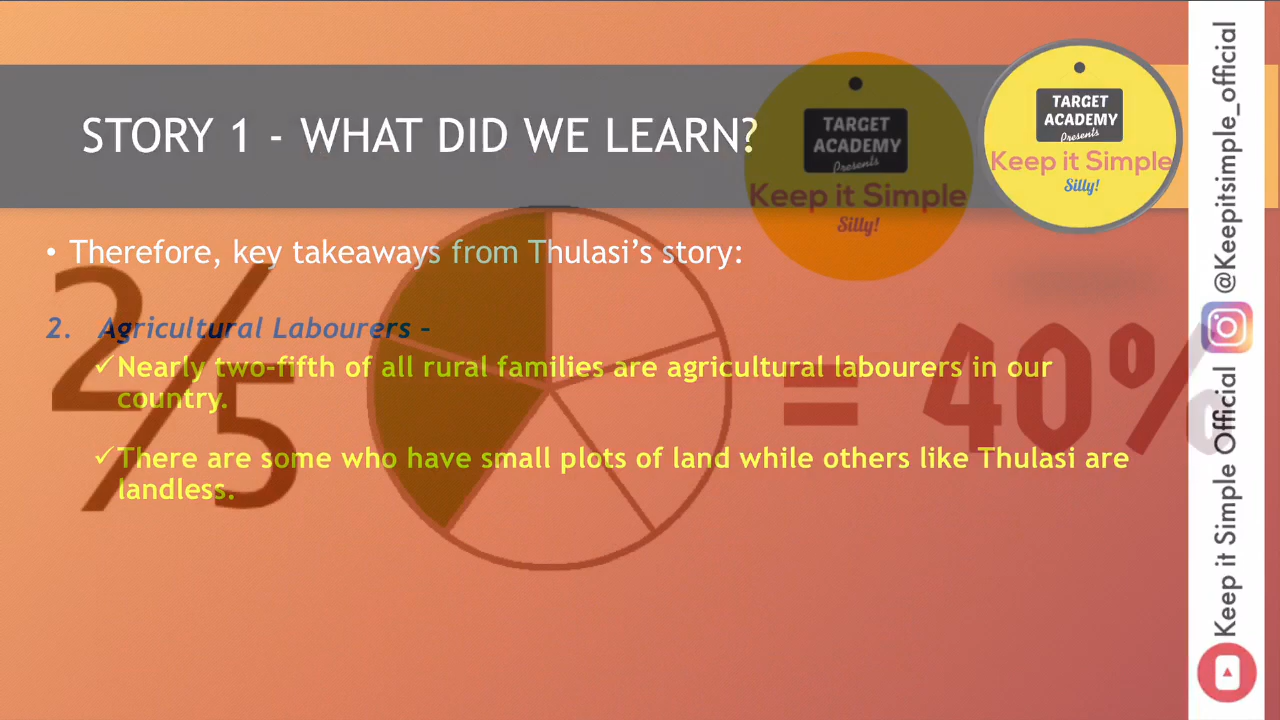 STORY 1 - WHAT DID WE LEARN?
TARGET
ACADEMY
Presents
Keep it Simple
Silly!
TARGET
ACADEMY
Presents
Keep it Simple
Silly!
• Therefore, key takeaways from Thulasi’s story:
2/5
= 40%
2. Agricultural Labourers –
✓Nearly two-fifth of all rural families are agricultural labourers in our
country.
✓There are some who have small plots of land while others like Thulasi are
landless.
@Keepitsimple_official
Keep it Simple Official